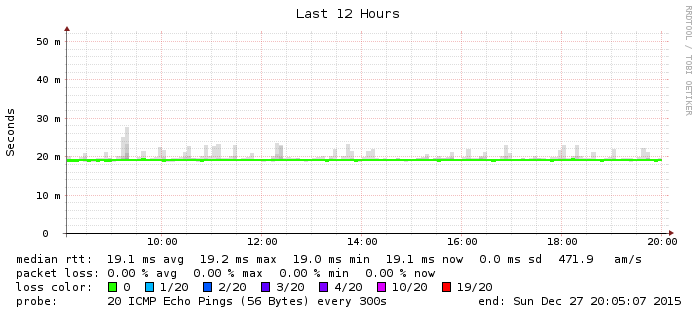 Last 12 Hours
RRDTOOL / TOBI OETIKER
Seconds
50 m
40 m
30 m
20 m
10 m
0
10:00 12:00 14:00 16:00 18:00 20:00
median rtt: 19.1 ms avg 19.2 ms max 19.0 ms min 19.1 ms now 0.0 ms sd 471.9 am/s
packet loss: 0.00 % avg 0.00 % max 0.00 % min 0.00 % now
loss color: 0 1/20 2/20 3/20 4/20 10/20 19/20
probe: 20 ICMP Echo Pings (56 Bytes) every 300s end: Sun Dec 27 20:05:07 2015